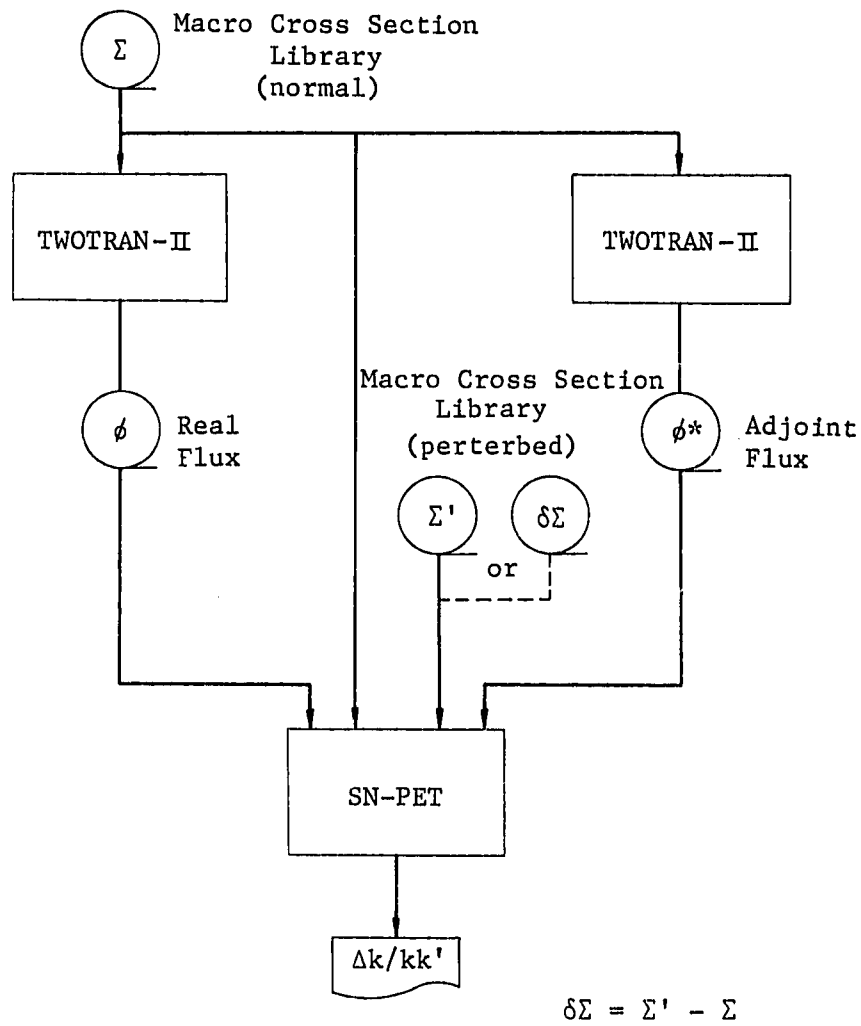 Σ
Macro Cross Section
Library
(normal)
TWOTRAN-II
TWOTRAN-II
Macro Cross Section
Library
(perterbed)
ϕ
Real
Flux
ϕ*
Adjoint
Flux
Σ'
δΣ
or
SN-PET
Δk/kk'
δΣ = Σ' - Σ